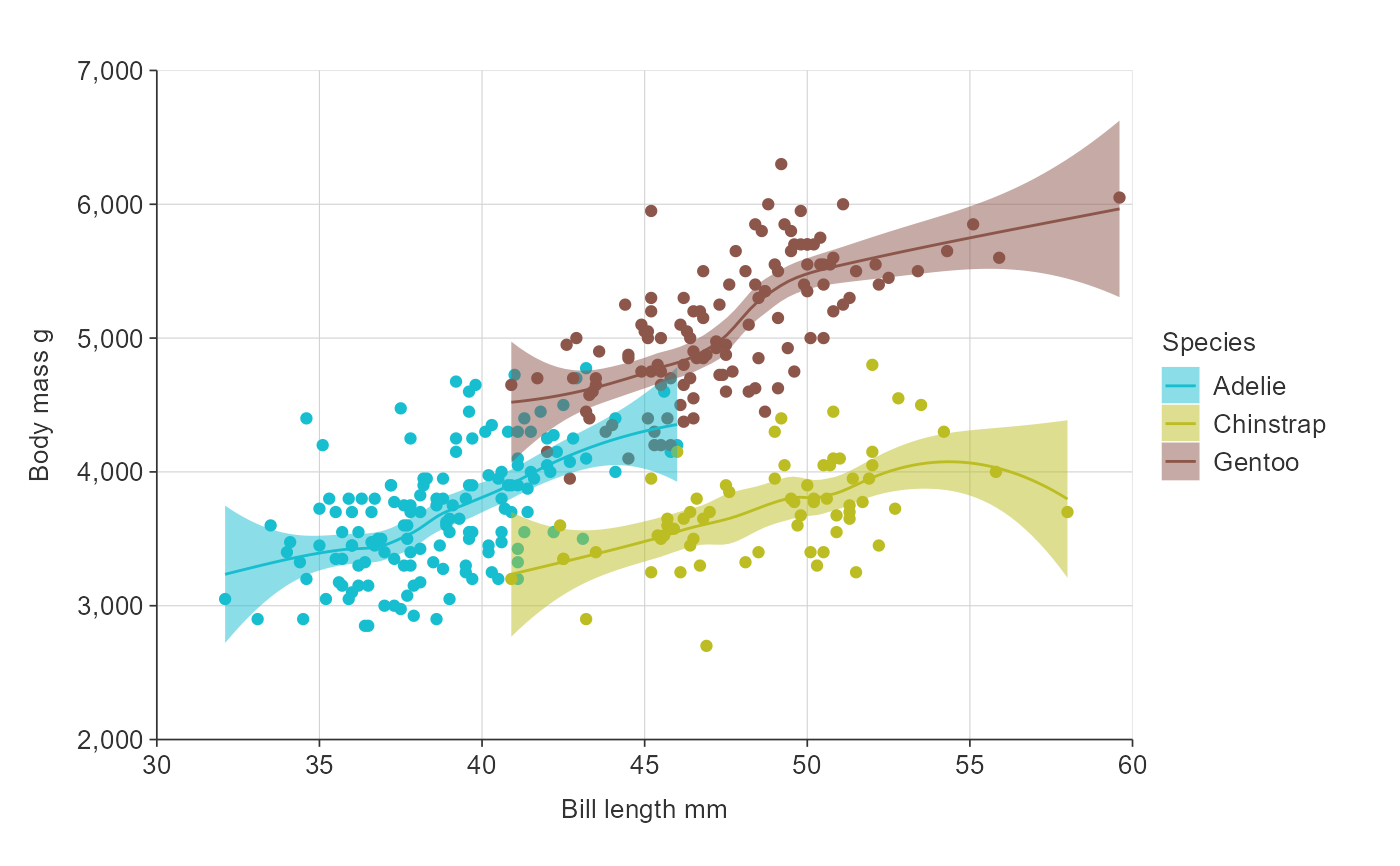 7,000
6,000
5,000
4,000
3,000
2,000
30 35 40 45 50 55 60
Body mass g
Bill length mm
Species
Adelie
Chinstrap
Gentoo